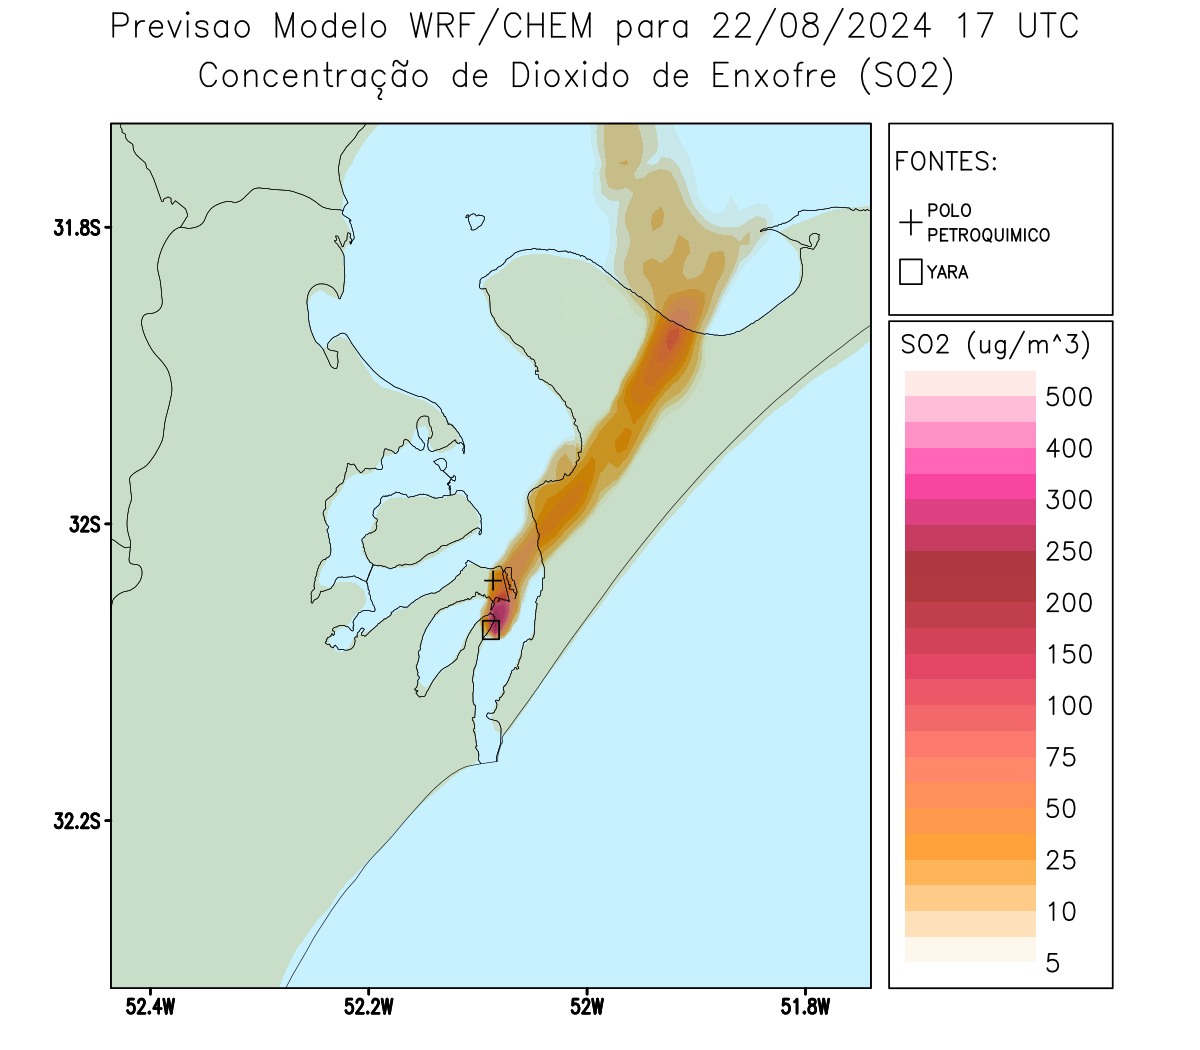 Previsao Modelo WRF/CHEM para 22/08/2024 17 UTC
Concentração de Dioxido de Enxofre (SO2)
FONTES:
POLO
PETROQUIMICO
YARA
SO2 (ug/m^3)
500
400
300
250
200
150
100
75
50
25
10
5
31.8S
32S
32.2S
52.4W
52.2W
52W
51.8W